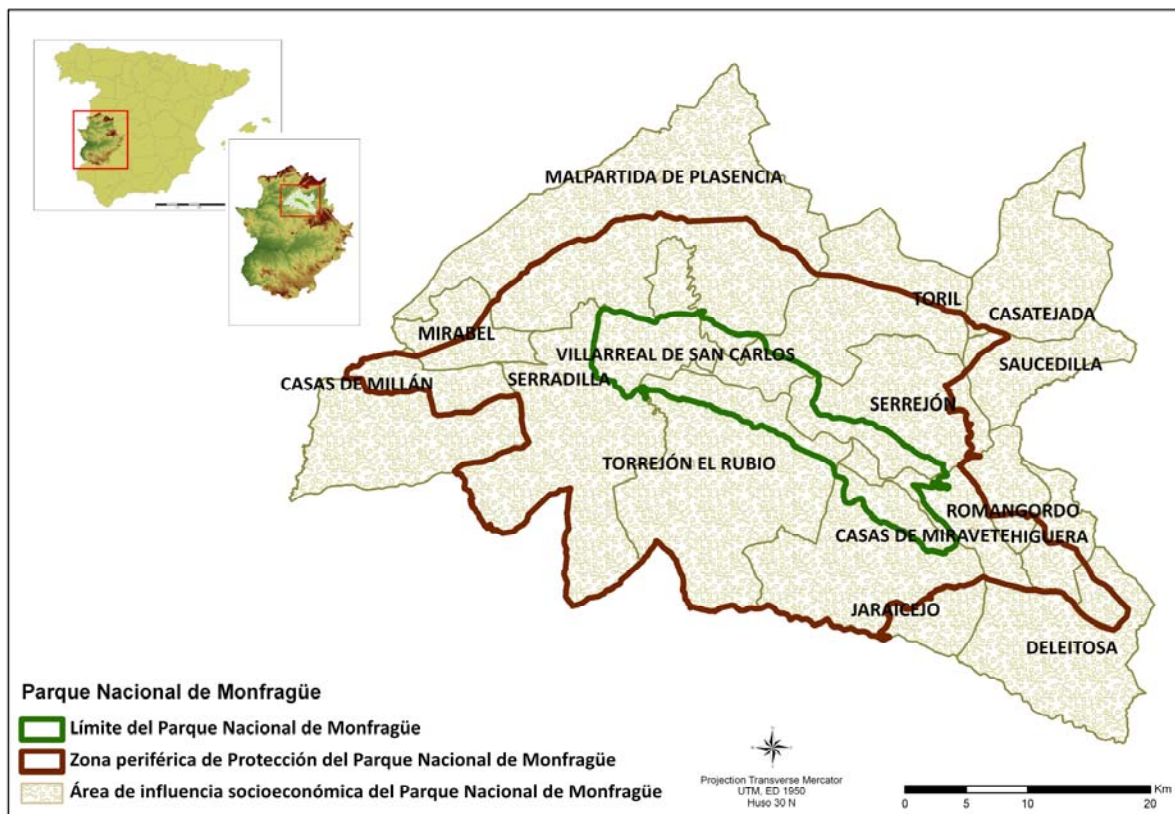 MALPARTIDA DE PLASENCIA
TORIL
CASATEJADA
MIRABEL
VILLARREAL DE SAN CARLOS
SAUCEDILLA
CASAS DE MILLÁN
SERRADILLA
SERREJÓN
TORREJÓN EL RUBIO
ROMANGORDO
CASAS DE MIRAVETE
HIGUERA
JARAICEJO
DELEITOSA
Parque Nacional de Monfragüe
Límite del Parque Nacional de Monfragüe
Zona periférica de Protección del Parque Nacional de Monfragüe
Área de influencia socioeconómica del Parque Nacional de Monfragüe
Projection Transverse Mercator
UTM, ED 1950
Huso 30 N
Km
0 5 10 20